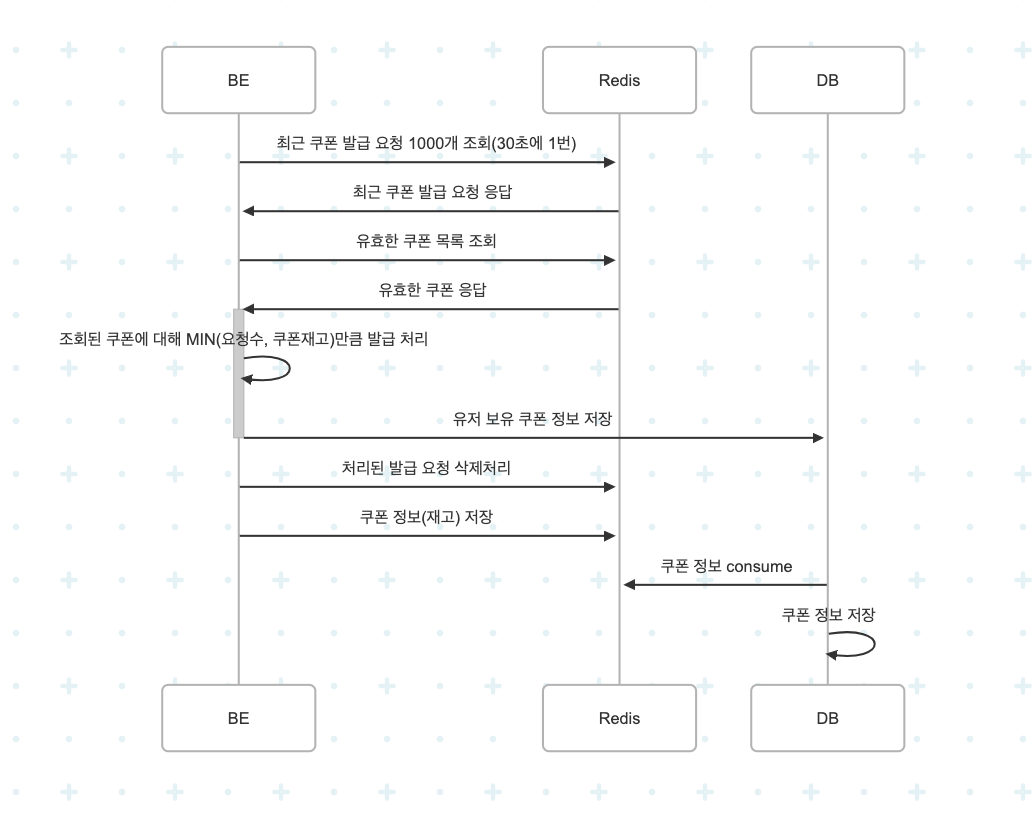 BE
Redis
DB
최근 쿠폰 발급 요청 1000개 조회(30초에 1번)
최근 쿠폰 발급 요청 응답
유효한 쿠폰 목록 조회
유효한 쿠폰 응답
조회된 쿠폰에 대해 MIN(요청수, 쿠폰재고)만큼 발급 처리
유저 보유 쿠폰 정보 저장
처리된 발급 요청 삭제처리
쿠폰 정보(재고) 저장
쿠폰 정보 consume
쿠폰 정보 저장
BE
Redis
DB